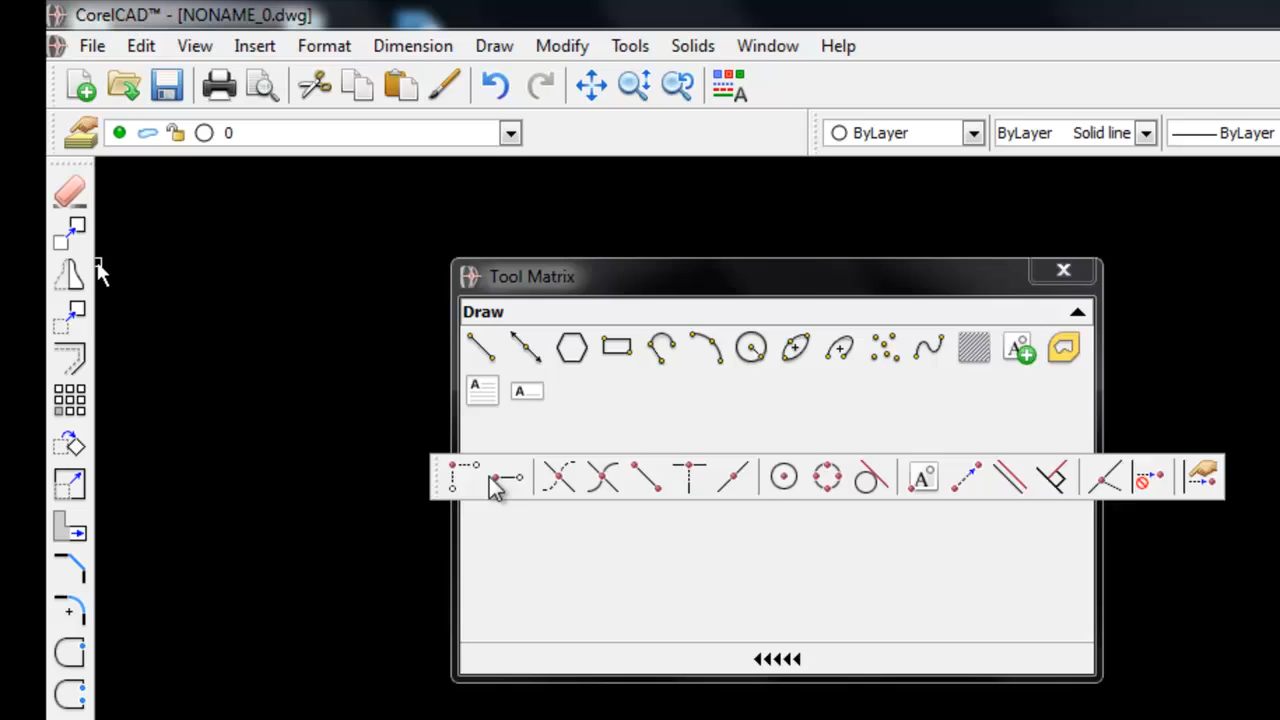 CorelCAD™ - [NONAME_0.dwg]
File Edit View Insert Format Dimension Draw Modify Tools Solids Window Help
A
0 ByLayer ByLayer Solid line ByLayer
Tool Matrix
Draw
A
A A
A